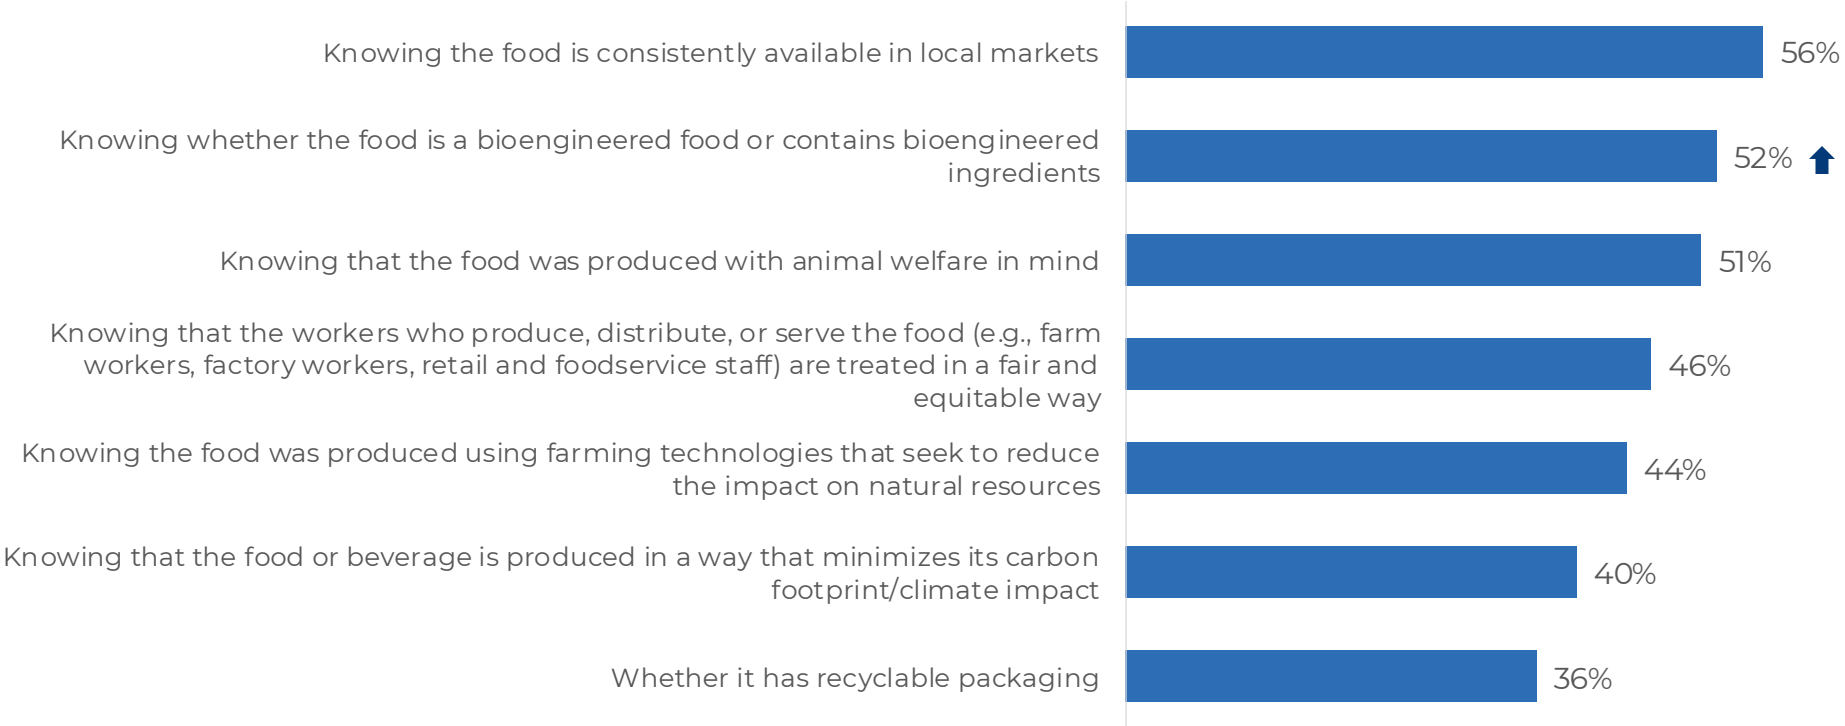 Knowing the food is consistently available in local markets
56%
Knowing whether the food is a bioengineered food or contains bioengineered
ingredients
52%
Knowing that the food was produced with animal welfare in mind
51%
Knowing that the workers who produce, distribute, or serve the food (e.g., farm
workers, factory workers, retail and foodservice staff) are treated in a fair and
equitable way
46%
Knowing the food was produced using farming technologies that seek to reduce
the impact on natural resources
44%
Knowing that the food or beverage is produced in a way that minimizes its carbon
footprint/climate impact
40%
Whether it has recyclable packaging
36%